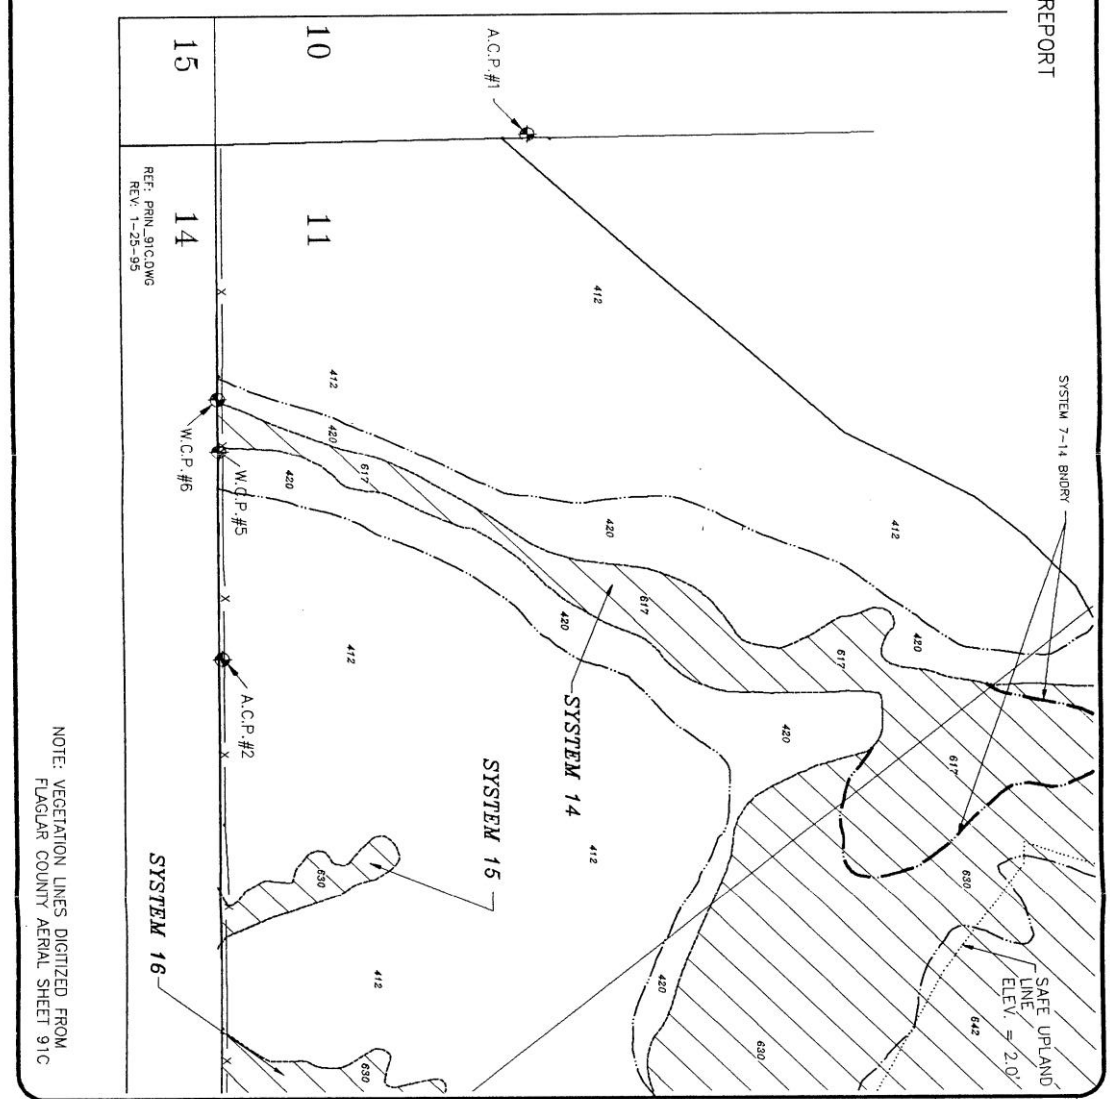 REPORT
SYSTEM 7-14 BNDRY
SAFE UPLAND
LINE
ELEV. = 2.0'
A.C.P.#1
10
15
11
14
REF: PRIN_91C.DWG
REV: 1-25-95
412
412
412
412
412
412
420
420
420
420
420
420
420
617
617
617
617
630
630
630
630
642
W.C.P.#6
W.C.P.#5
A.C.P.#2
SYSTEM 14
SYSTEM 15
SYSTEM 16
NOTE: VEGETATION LINES DIGITIZED FROM
FLAGLAR COUNTY AERIAL SHEET 91C